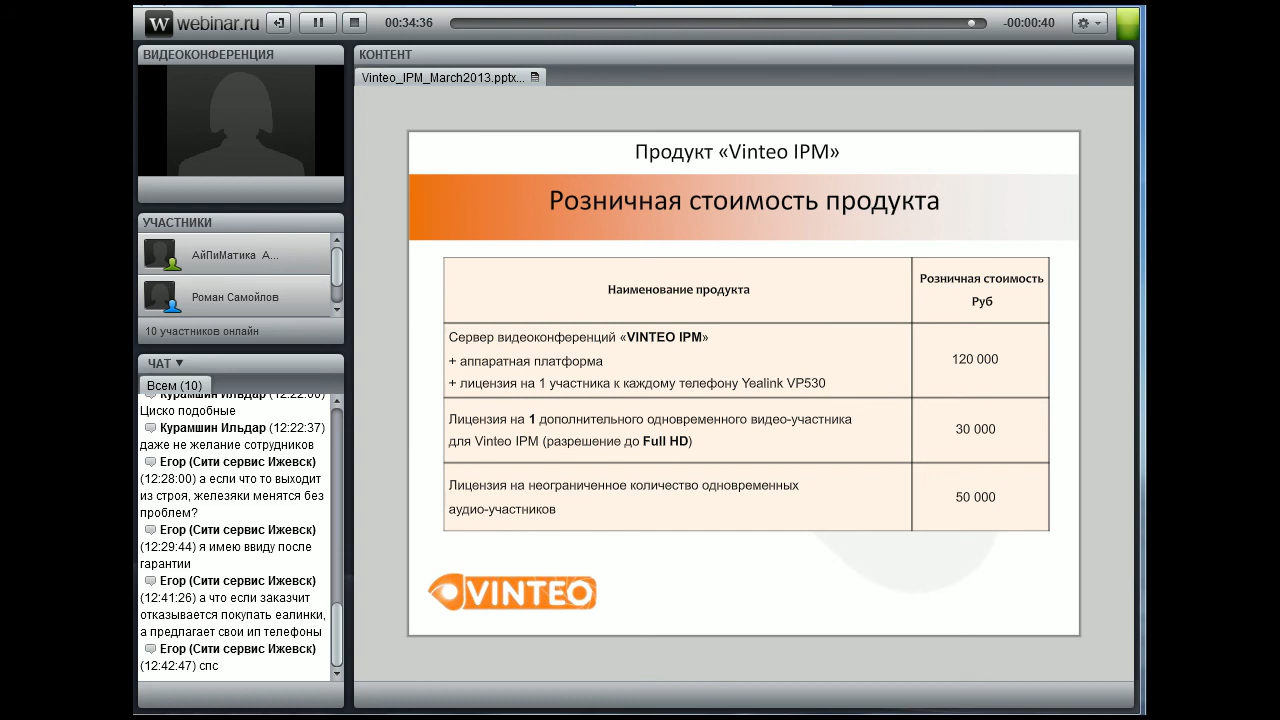 W webinar.ru
00:34:36
-00:00:40
ВИДЕОКОНФЕРЕНЦИЯ
УЧАСТНИКИ
АйПиМатика А...
Роман Самойлов
10 участников онлайн
ЧАТ
Всем (10)
Курамшин Ильдар (12:22:00)
Циско подобные
Курамшин Ильдар (12:22:37)
даже не желание сотрудников
Егор (Сити сервис Ижевск)
(12:28:00) а если что то выходит
из строя, железяки менятся без
проблем?
Егор (Сити сервис Ижевск)
(12:29:44) я имею ввиду после
гарантии
Егор (Сити сервис Ижевск)
(12:41:26) а что если заказчит
отказывается покупать еалинки,
а предлагает свои ип телефоны
Егор (Сити сервис Ижевск)
(12:42:47) спс
КОНТЕНТ
Vinteo_IPM_March2013.pptx...
Продукт «Vinteo IPM»
Розничная стоимость продукта
Наименование продукта
Розничная стоимость
Руб
Сервер видеоконференций «VINTEO IPM»
+ аппаратная платформа
+ лицензия на 1 участника к каждому телефону Yealink VP530
120 000
Лицензия на 1 дополнительного одновременного видео-участника
для Vinteo IPM (разрешение до Full HD)
30 000
Лицензия на неограниченное количество одновременных
аудио-участников
50 000
VINTEO